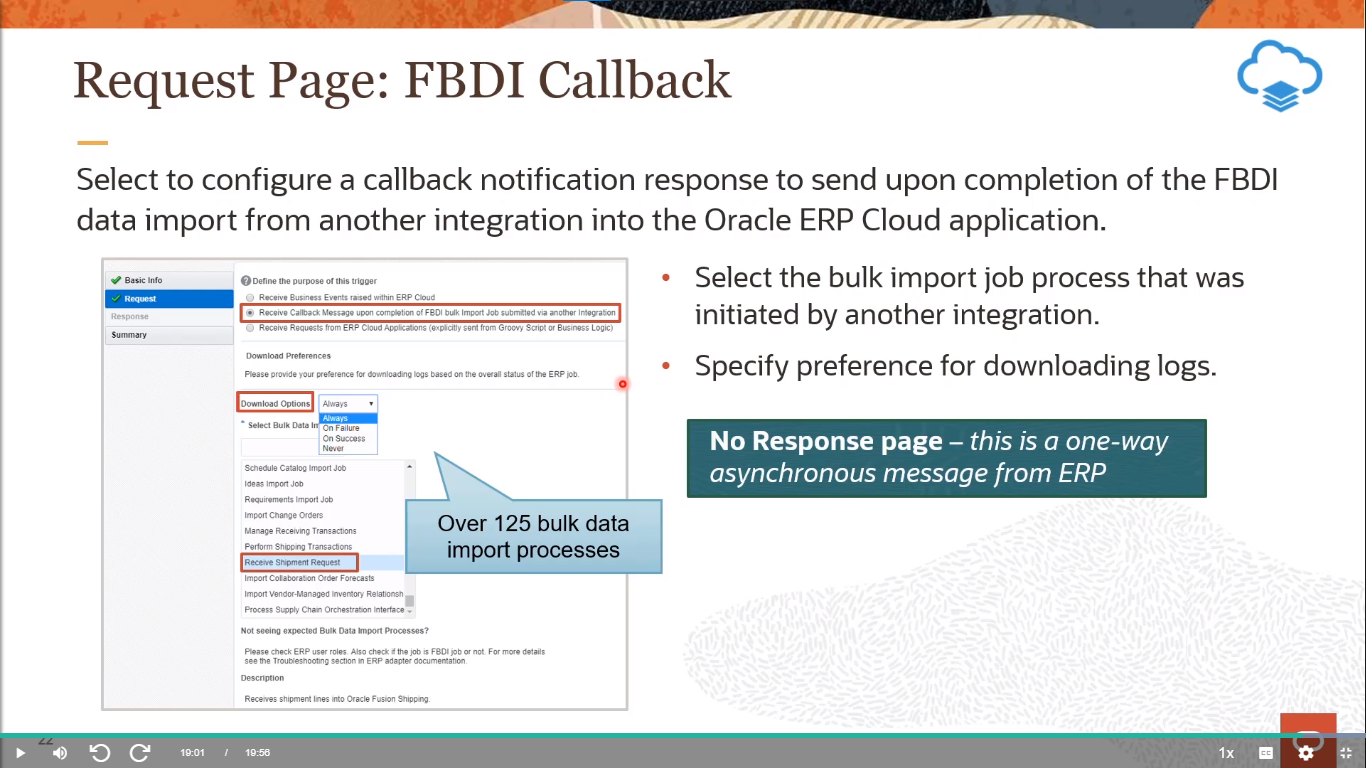 Request Page: FBDI Callback
Select to configure a callback notification response to send upon completion of the FBDI
data import from another integration into the Oracle ERP Cloud application.
Basic Info
Request
Response
Summary
Define the purpose of this trigger
Receive Business Events raised within ERP Cloud
Receive Callback Message upon completion of FBDI bulk Import Job submitted via another Integration
Receive Requests from ERP Cloud Applications (explicitly sent from Groovy Script or Business Logic)
Download Preferences
Please provide your preference for downloading logs based on the overall status of the ERP job.
Download Options
Always
Always
On Failure
On Success
Never
* Select Bulk Data Im
Schedule Catalog Import Job
Ideas Import Job
Requirements Import Job
Import Change Orders
Manage Receiving Transactions
Perform Shipping Transactions
Receive Shipment Request
Import Collaboration Order Forecasts
Import Vendor-Managed Inventory Relationsh
Process Supply Chain Orchestration Interface
Not seeing expected Bulk Data Import Processes?
Please check ERP user roles. Also check if the job is FBDI job or not. For more details
see the Troubleshooting section in ERP adapter documentation.
Description
Receives shipment lines into Oracle Fusion Shipping.
Over 125 bulk data
import processes
• Select the bulk import job process that was
initiated by another integration.
• Specify preference for downloading logs.
No Response page – this is a one-way
asynchronous message from ERP
22
19:01 / 19:56
1x
CC